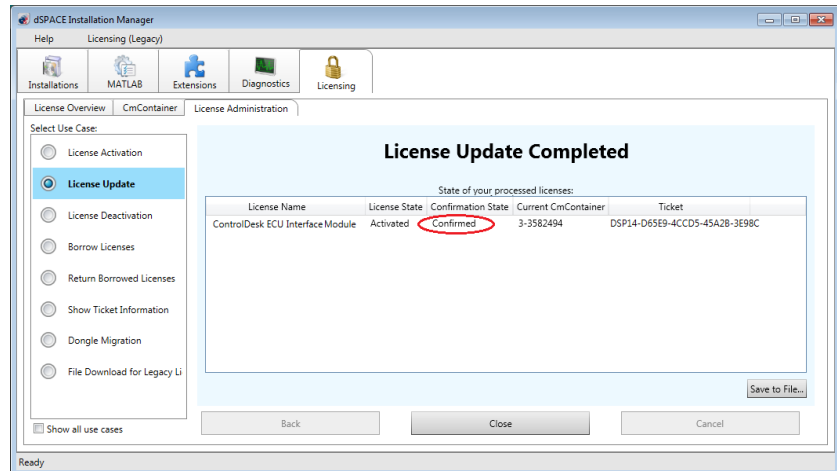 dSPACE Installation Manager
Help Licensing (Legacy)
Installations MATLAB Extensions Diagnostics Licensing
License Overview CmContainer License Administration
Select Use Case:
License Activation
License Update
License Deactivation
Borrow Licenses
Return Borrowed Licenses
Show Ticket Information
Dongle Migration
File Download for Legacy Li
Show all use cases
License Update Completed
State of your processed licenses:
License Name License State Confirmation State Current CmContainer Ticket
ControlDesk ECU Interface Module Activated Confirmed 3-3582494 DSP14-D65E9-4CCD5-45A2B-3E98C
Save to File...
Back Close Cancel
Ready